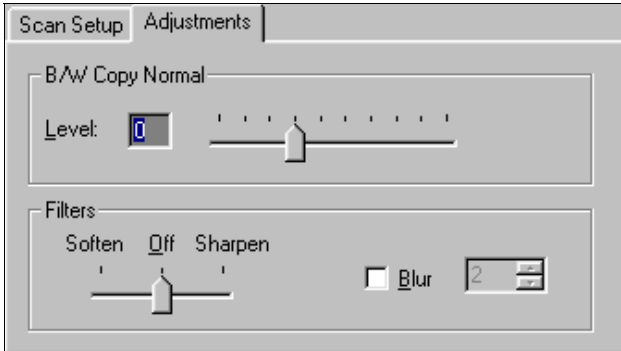 Scan Setup Adjustments
B/W Copy Normal
Level: 0
Filters
Soften Off Sharpen
Blur 2